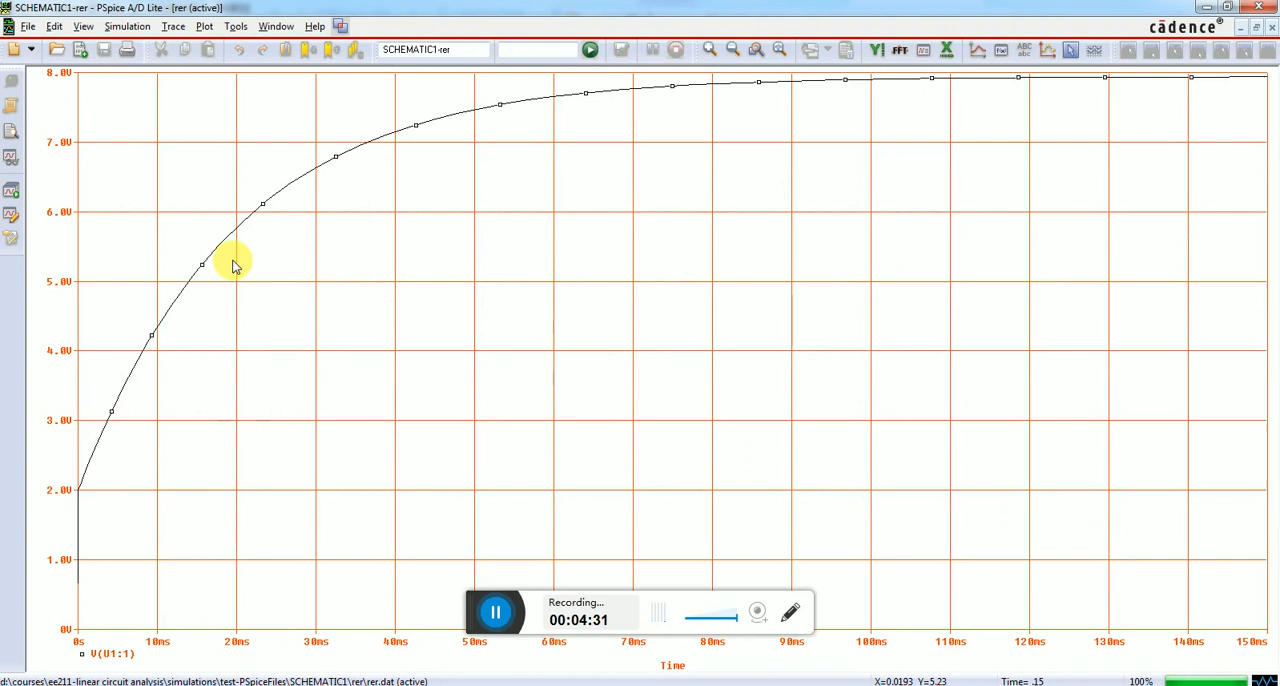 SCHEMATIC1-rer - PSpice A/D Lite - [rer (active)]
File Edit View Simulation Trace Plot Tools Window Help
cādence®
SCHEMATIC1-rer
FFT
ABC
abc
8.0V
7.0V
6.0V
5.0V
4.0V
3.0V
2.0V
1.0V
0V
Recording...
00:04:31
0s 10ms 20ms 30ms 40ms 50ms 60ms 70ms 80ms 90ms 100ms 110ms 120ms 130ms 140ms 150ms
V(U1:1)
Time
d:\courses\ee211-linear circuit analysis\simulations\test-PSpiceFiles\SCHEMATIC1\rer\rer.dat (active)
X=0.0193 Y=5.23 Time= .15 100%